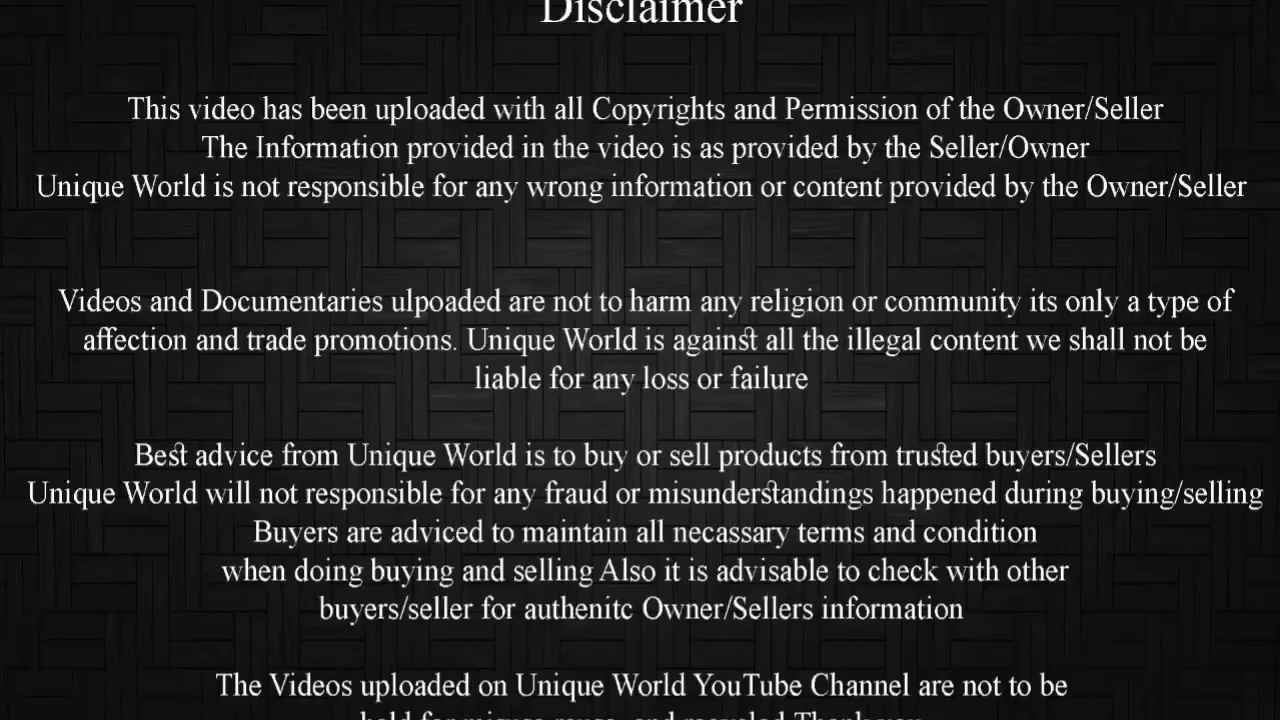 Disclaimer
This video has been uploaded with all Copyrights and Permission of the Owner/Seller
The Information provided in the video is as provided by the Seller/Owner
Unique World is not responsible for any wrong information or content provided by the Owner/Seller
Videos and Documentaries ulpoaded are not to harm any religion or community its only a type of
affection and trade promotions. Unique World is against all the illegal content we shall not be
liable for any loss or failure
Best advice from Unique World is to buy or sell products from trusted buyers/Sellers
Unique World will not responsible for any fraud or misunderstandings happened during buying/selling
Buyers are adviced to maintain all necassary terms and condition
when doing buying and selling Also it is advisable to check with other
buyers/seller for authenitc Owner/Sellers information
The Videos uploaded on Unique World YouTube Channel are not to be